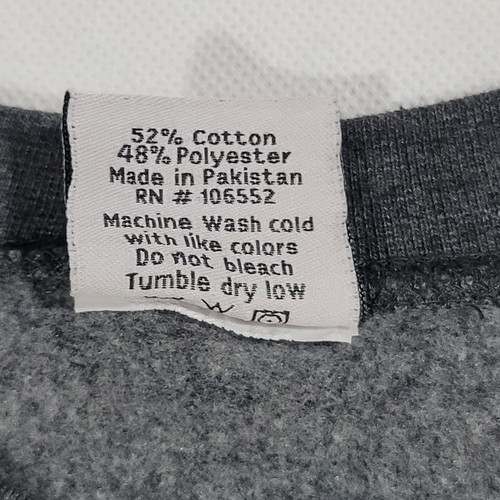 52% Cotton
48% Polyester
Made in Pakistan
RN # 106552
Machine Wash cold
with like colors
Do not bleach
Tumble dry low